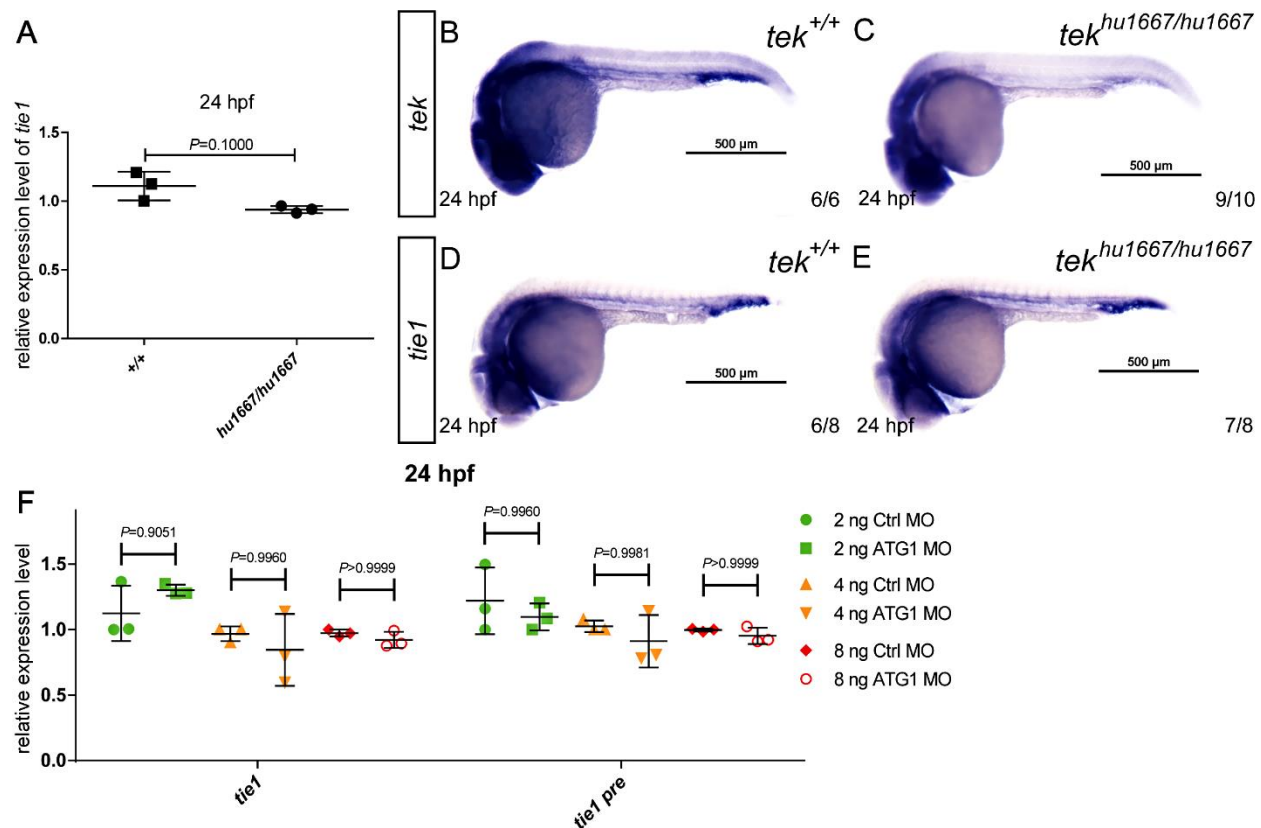 A
24 hpf
relative expression level of tie1
1.5
1.0
0.5
0.0
P=0.1000
+/+
hu1667/hu1667
tek
B
tek+/+
24 hpf
500 µm
6/6
C
tekhu1667/hu1667
24 hpf
500 µm
9/10
tie1
D
tek+/+
24 hpf
500 µm
6/8
E
tekhu1667/hu1667
24 hpf
500 µm
7/8
24 hpf
F
relative expression level
1.5
1.0
0.5
0.0
P=0.9051
P=0.9960
P>0.9999
P=0.9960
P=0.9981
P>0.9999
tie1
tie1 pre
2 ng Ctrl MO
2 ng ATG1 MO
4 ng Ctrl MO
4 ng ATG1 MO
8 ng Ctrl MO
8 ng ATG1 MO